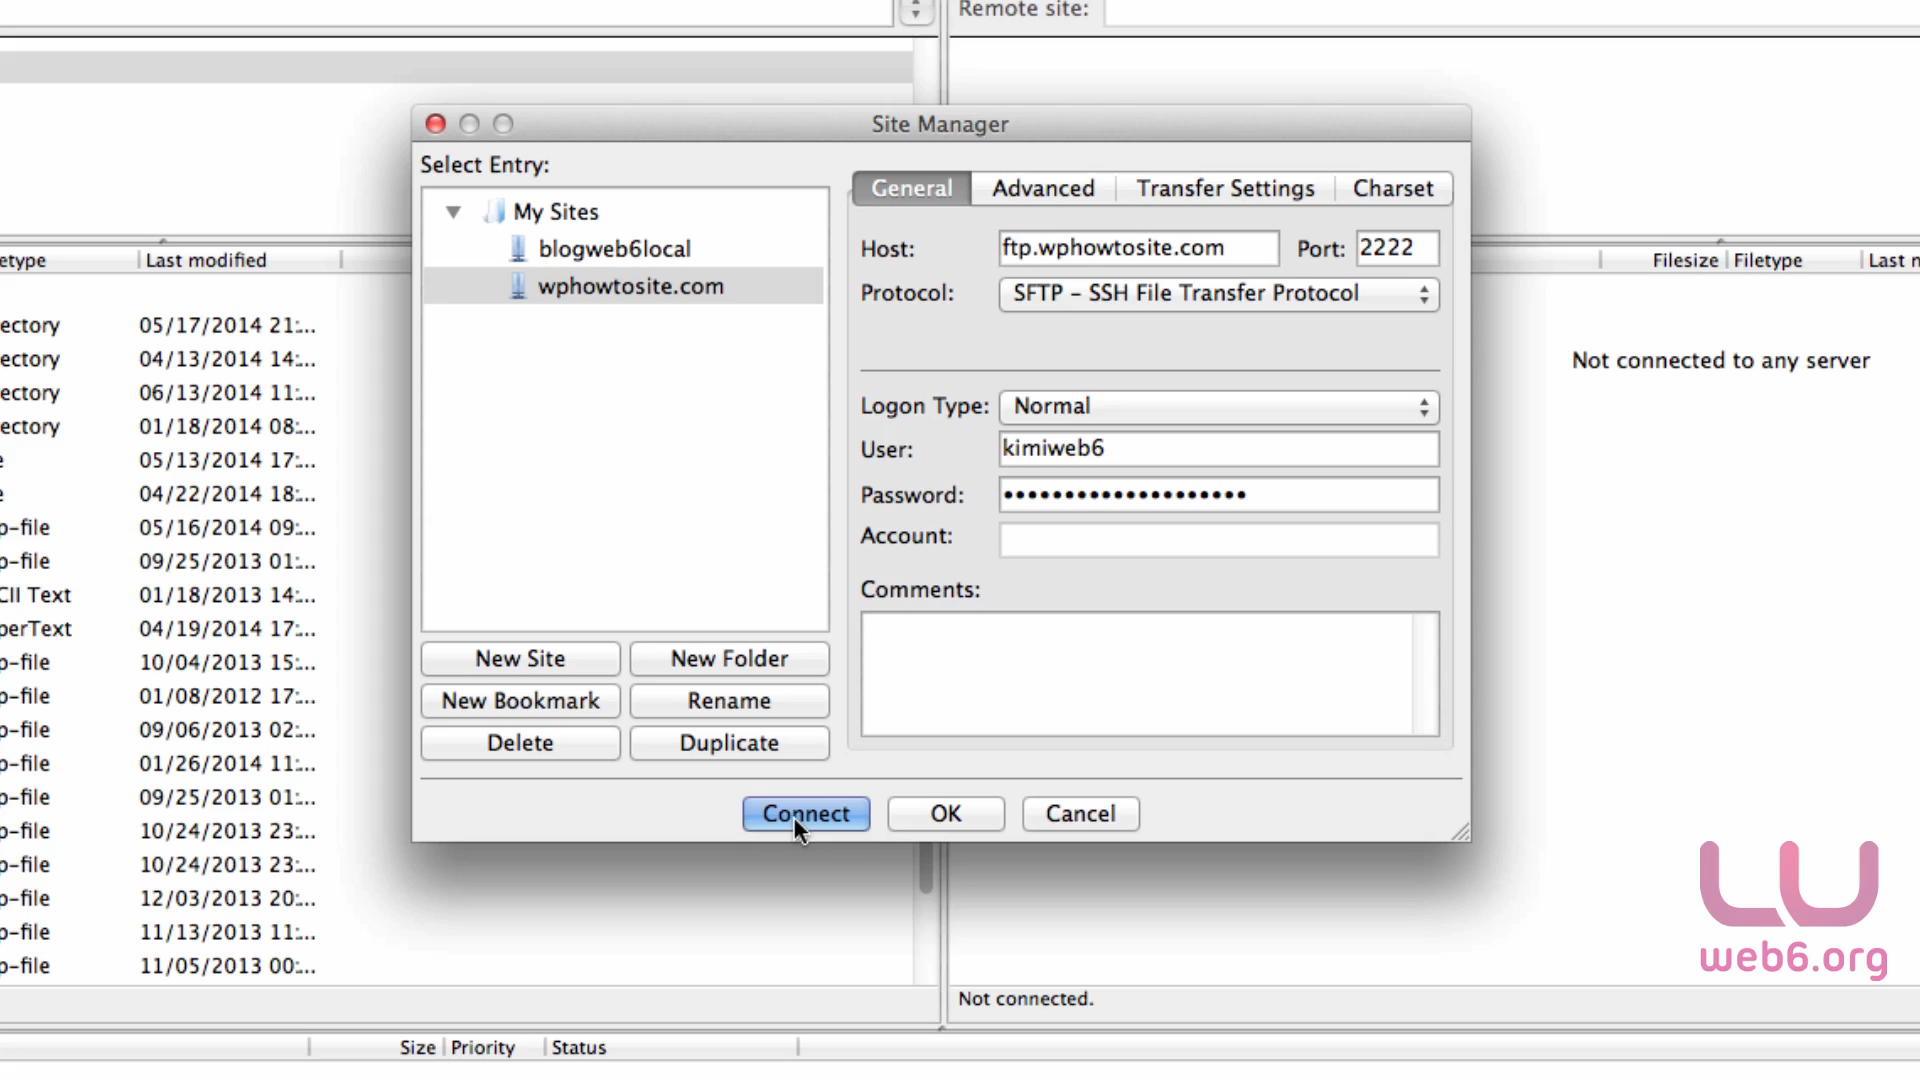 Remote site:
Site Manager
Select Entry:
My Sites
blogweb6local
wphowtosite.com
General
Advanced
Transfer Settings
Charset
Host: ftp.wphowtosite.com
Port: 2222
Protocol: SFTP – SSH File Transfer Protocol
Logon Type: Normal
User: kimiweb6
Password: ••••••••••••••••••••
Account:
Comments:
New Site
New Folder
New Bookmark
Rename
Delete
Duplicate
Connect
OK
Cancel
etype Last modified
ectory 05/17/2014 21:...
ectory 04/13/2014 14:...
ectory 06/13/2014 11:...
ectory 01/18/2014 08:...
e 05/13/2014 17:...
e 04/22/2014 18:...
p-file 05/16/2014 09:...
p-file 09/25/2013 01:...
CII Text 01/18/2013 14:...
perText 04/19/2014 17:...
p-file 10/04/2013 15:...
p-file 01/08/2012 17:...
p-file 09/06/2013 02:...
p-file 01/26/2014 11:...
p-file 09/25/2013 01:...
p-file 10/24/2013 23:...
p-file 10/24/2013 23:...
p-file 12/03/2013 20:...
p-file 11/13/2013 11:...
p-file 11/05/2013 00:...
Filesize Filetype Last n
Not connected to any server
web6.org
Not connected.
Size Priority Status